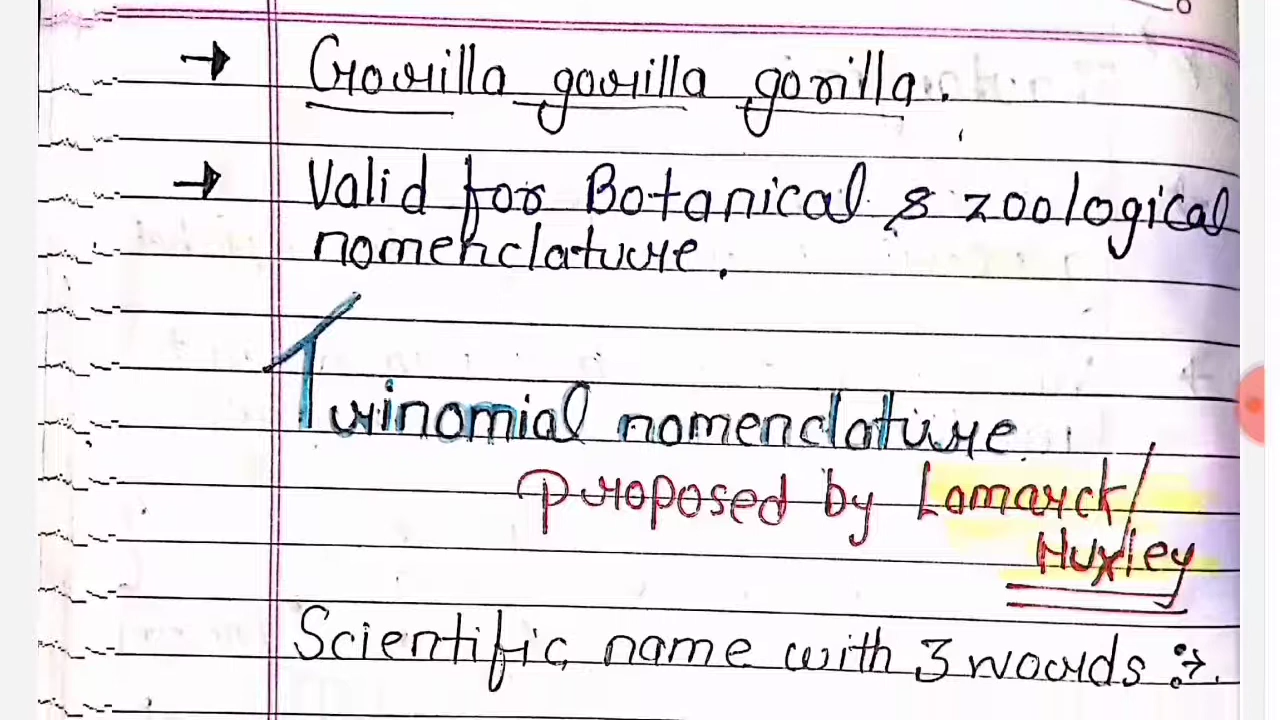 → Gorilla gorilla gorilla.
→ Valid for Botanical & zoological
nomenclature.
Trinomial nomenclature
proposed by Lamarck/
Huxley
Scientific name with 3 words :→.